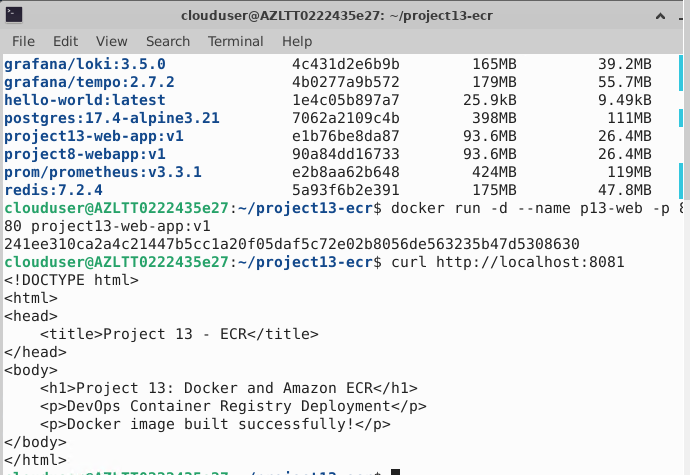 clouduser@AZLTT0222435e27: ~/project13-ecr
File Edit View Search Terminal Help
grafana/loki:3.5.0 4c431d2e6b9b 165MB 39.2MB
grafana/tempo:2.7.2 4b0277a9b572 179MB 55.7MB
hello-world:latest 1e4c05b897a7 25.9kB 9.49kB
postgres:17.4-alpine3.21 7062a2109c4b 398MB 111MB
project13-web-app:v1 e1b76be8da87 93.6MB 26.4MB
project8-webapp:v1 90a84dd16733 93.6MB 26.4MB
prom/prometheus:v3.3.1 e2b8aa62b648 424MB 119MB
redis:7.2.4 5a93f6b2e391 175MB 47.8MB
clouduser@AZLTT0222435e27:~/project13-ecr$ docker run -d --name p13-web -p 8
80 project13-web-app:v1
241ee310ca2a4c21447b5cc1a20f05daf5c72e02b8056de563235b47d5308630
clouduser@AZLTT0222435e27:~/project13-ecr$ curl http://localhost:8081
<!DOCTYPE html>
<html>
<head>
    <title>Project 13 - ECR</title>
</head>
<body>
    <h1>Project 13: Docker and Amazon ECR</h1>
    <p>DevOps Container Registry Deployment</p>
    <p>Docker image built successfully!</p>
</body>
</html>